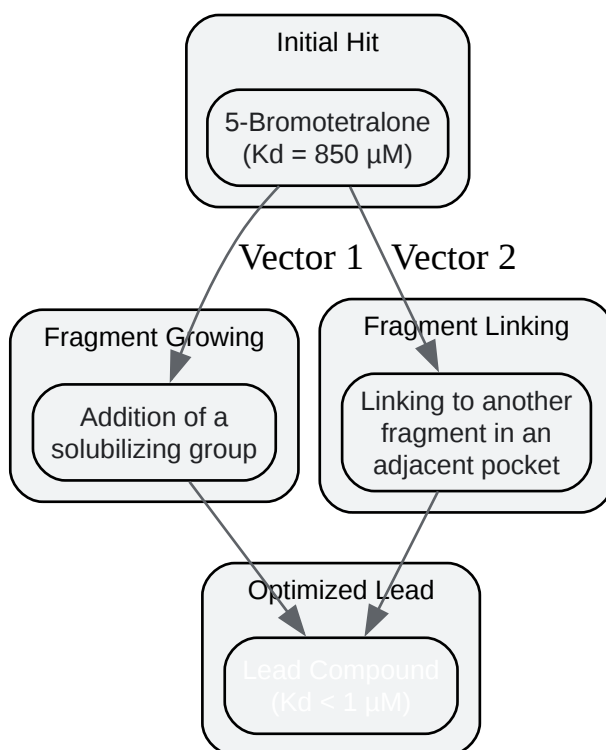 Initial Hit
5-Bromotetralone
(Kd = 850 µM)
Vector 1
Vector 2
Fragment Growing
Addition of a
solubilizing group
Fragment Linking
Linking to another
fragment in an
adjacent pocket
Optimized Lead
Lead Compound
(Kd < 1 µM)